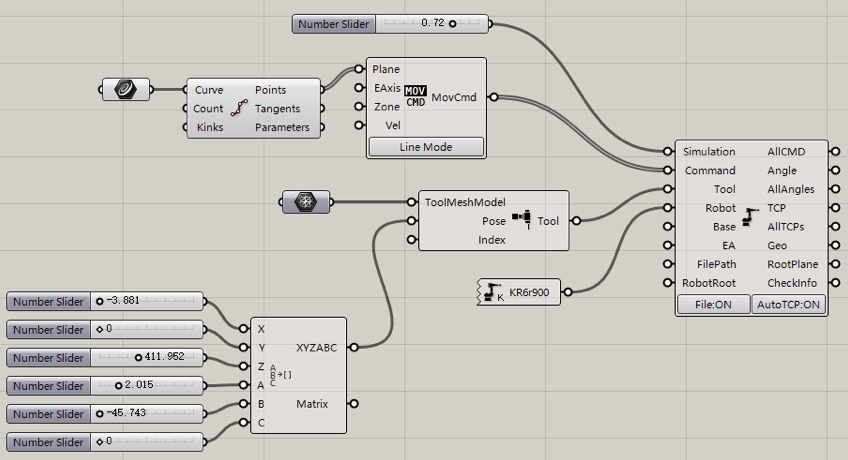 Number Slider 0.72
Curve Points
Count Tangents
Kinks Parameters
Plane
EAxis
Zone
Vel
MOV
CMD
MovCmd
Line Mode
ToolMeshModel
Pose Tool
Index
K KR6r900
Simulation AllCMD
Command Angle
Tool AllAngles
Robot TCP
Base AllTCPs
EA Geo
FilePath RootPlane
RobotRoot CheckInfo
File:ON AutoTCP:ON
Number Slider -3.881
Number Slider 0
Number Slider 411.952
Number Slider 2.015
Number Slider -45.743
Number Slider 0
X
Y XYZABC
Z
A
B Matrix
C
A
B→[]
C